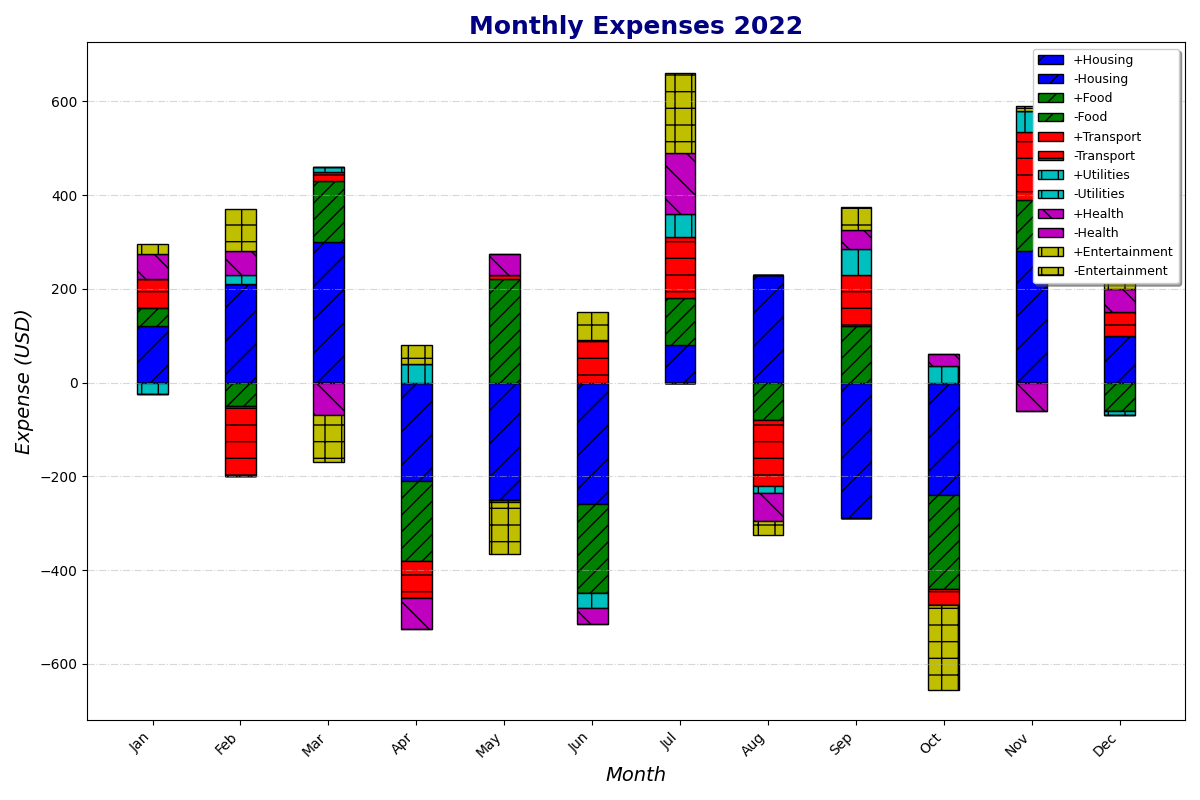 Monthly Expenses 2022
+Housing
-Housing
+Food
-Food
+Transport
-Transport
+Utilities
-Utilities
+Health
-Health
+Entertainment
-Entertainment
Expense (USD)
600
400
200
0
−200
−400
−600
Jan
Feb
Mar
Apr
May
Jun
Jul
Aug
Sep
Oct
Nov
Dec
Month